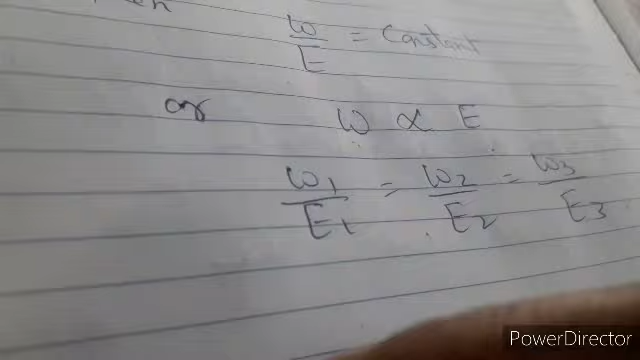 w/E = Constant
or w ∝ E
w1/E1 = w2/E2 = w3/E3
PowerDirector